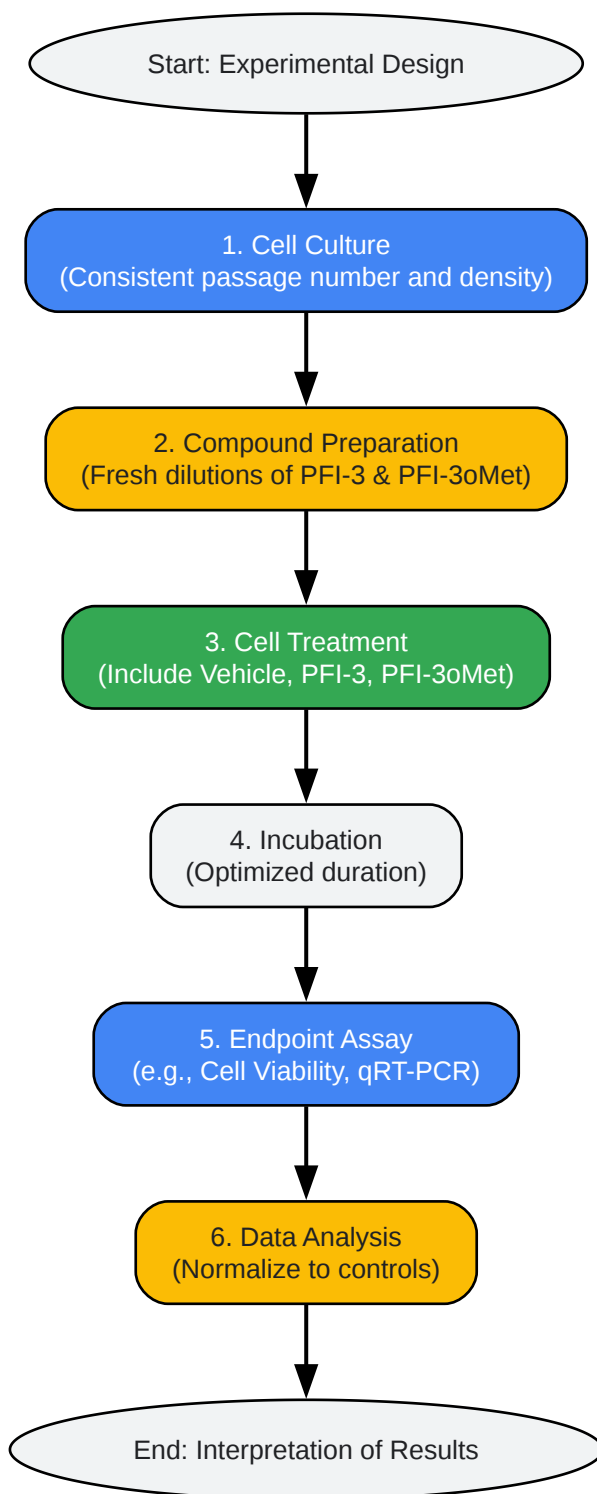 Start: Experimental Design
1. Cell Culture
(Consistent passage number and density)
2. Compound Preparation
(Fresh dilutions of PFI-3 & PFI-3oMet)
3. Cell Treatment
(Include Vehicle, PFI-3, PFI-3oMet)
4. Incubation
(Optimized duration)
5. Endpoint Assay
(e.g., Cell Viability, qRT-PCR)
6. Data Analysis
(Normalize to controls)
End: Interpretation of Results